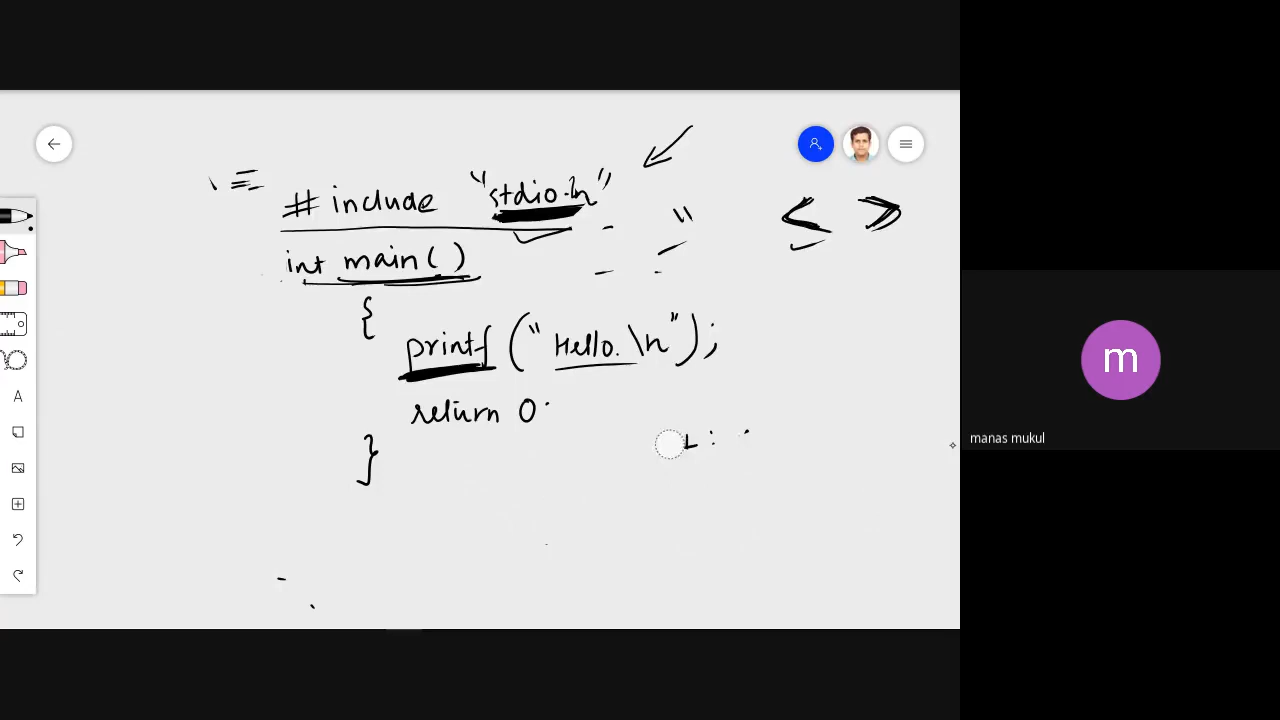 # include "stdio.h"
" < >
int main( )
{
printf ("Hello. \n");
return 0
}
A
m
manas mukul